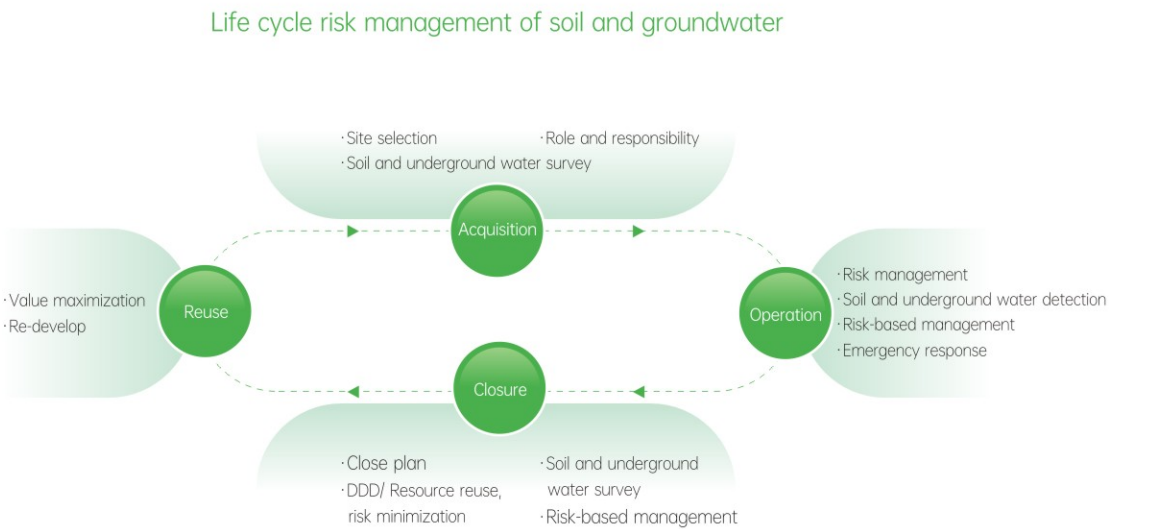 Life cycle risk management of soil and groundwater
·Site selection
·Role and responsibility
·Soil and underground water survey
Acquisition
·Value maximization
·Re-develop
Reuse
Operation
·Risk management
·Soil and underground water detection
·Risk-based management
·Emergency response
Closure
·Close plan
·DDD/ Resource reuse,
risk minimization
·Soil and underground
water survey
·Risk-based management